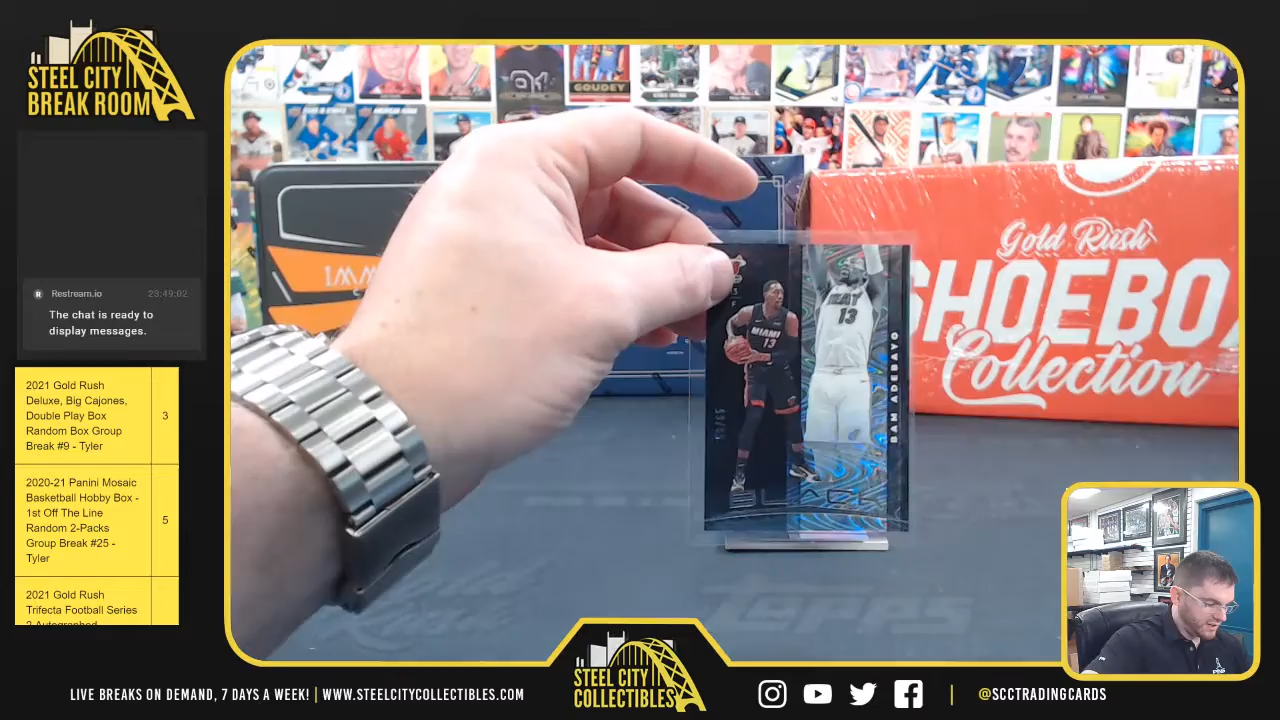 STEEL CITY
BREAK ROOM
Restream.io 23:49:02
The chat is ready to
display messages.
2021 Gold Rush
Deluxe, Big Cajones,
Double Play Box
Random Box Group
Break #9 - Tyler
3
2020-21 Panini Mosaic
Basketball Hobby Box -
1st Off The Line
Random 2-Packs
Group Break #25 -
Tyler
5
2021 Gold Rush
Trifecta Football Series
2 Autographed
GOUDEY
IMM
Gold Rush
SHOEBO
Collection
MIAMI
13
HEAT
13
BAM ADEBAYO
topps
STEEL CITY
COLLECTIBLES
LIVE BREAKS ON DEMAND, 7 DAYS A WEEK! | WWW.STEELCITYCOLLECTIBLES.COM
| @SCCTRADINGCARDS